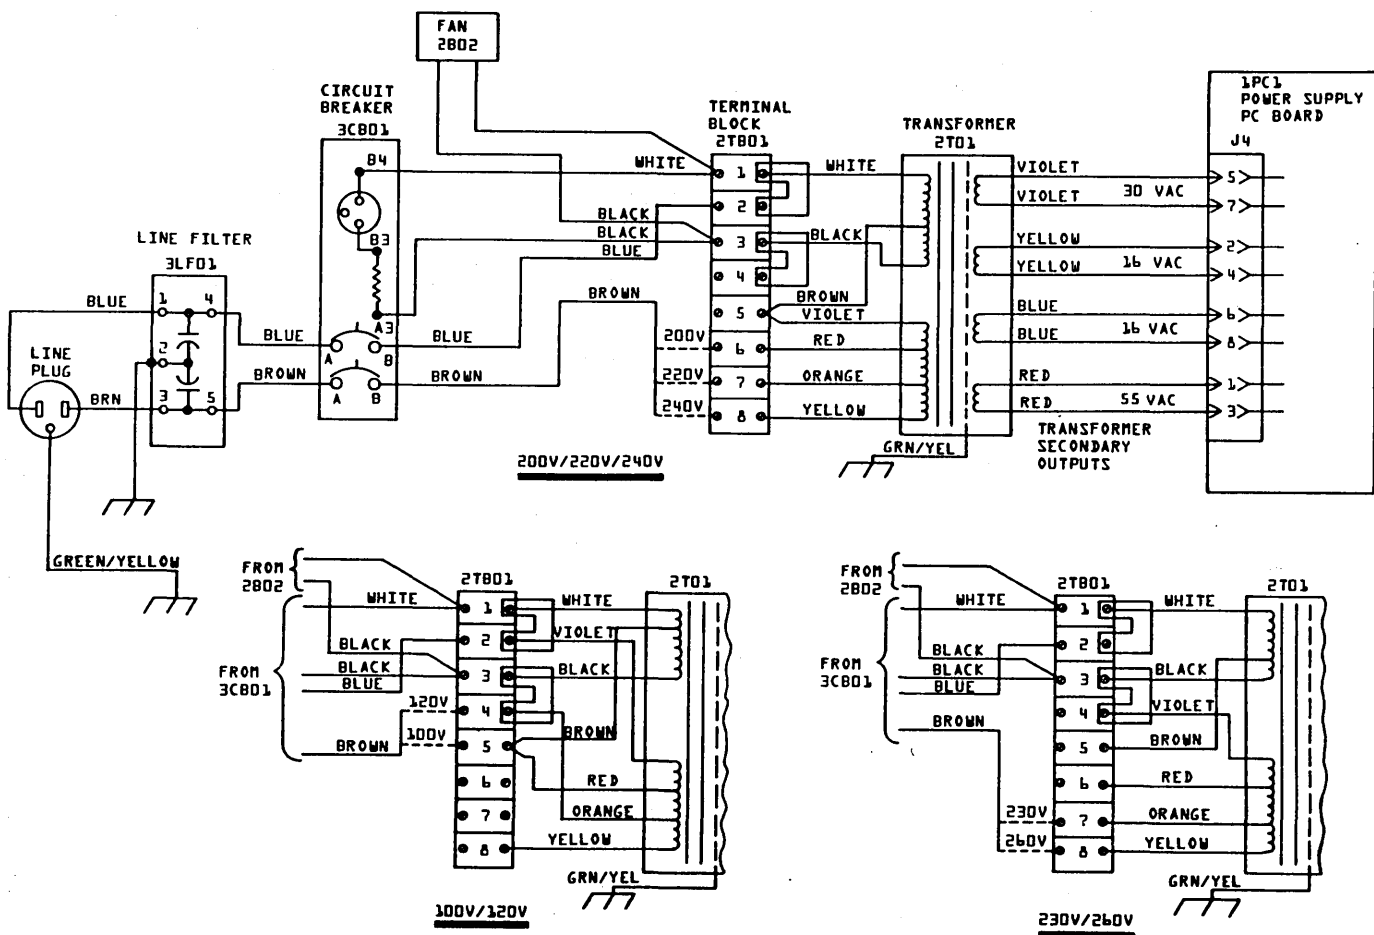 FAN
2B02
CIRCUIT
BREAKER
3CB01
B4
B3
A3
A
B
A
B
LINE FILTER
3LF01
1
4
2
3
5
BLUE
LINE
PLUG
BRN
BLUE
BROWN
GREEN/YELLOW
WHITE
BLACK
BLACK
BLUE
BROWN
BLUE
BROWN
200V
220V
240V
TERMINAL
BLOCK
2TB01
1
2
3
4
5
6
7
8
WHITE
BLACK
BROWN
VIOLET
RED
ORANGE
YELLOW
TRANSFORMER
2T01
GRN/YEL
VIOLET
30 VAC
VIOLET
YELLOW
16 VAC
YELLOW
BLUE
16 VAC
BLUE
RED
55 VAC
RED
TRANSFORMER
SECONDARY
OUTPUTS
1PC1
POWER SUPPLY
PC BOARD
J4
5
7
2
4
6
8
1
3
200V/220V/240V
FROM
2B02
FROM
3CB01
WHITE
BLACK
BLACK
BLUE
120V
100V
BROWN
2TB01
1
2
3
4
5
6
7
8
WHITE
VIOLET
BLACK
BROWN
RED
ORANGE
YELLOW
2T01
GRN/YEL
100V/120V
FROM
2B02
FROM
3CB01
WHITE
BLACK
BLACK
BLUE
BROWN
230V
260V
2TB01
1
2
3
4
5
6
7
8
WHITE
BLACK
VIOLET
BROWN
RED
ORANGE
YELLOW
2T01
GRN/YEL
230V/260V